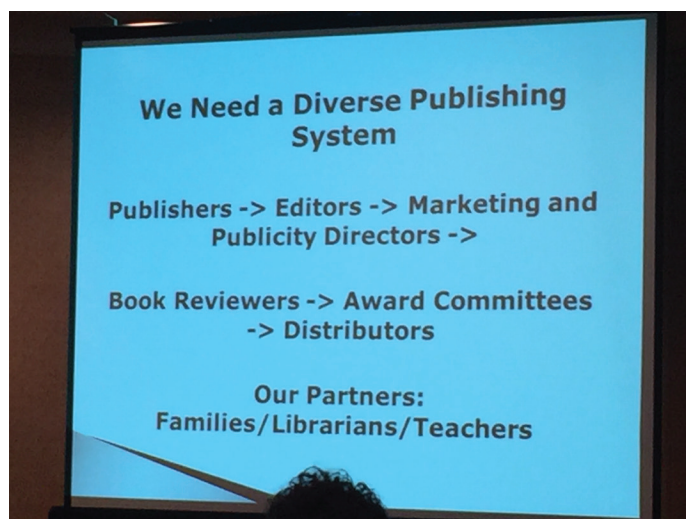 We Need a Diverse Publishing
System
Publishers -> Editors -> Marketing and
Publicity Directors ->
Book Reviewers -> Award Committees
-> Distributors
Our Partners:
Families/Librarians/Teachers